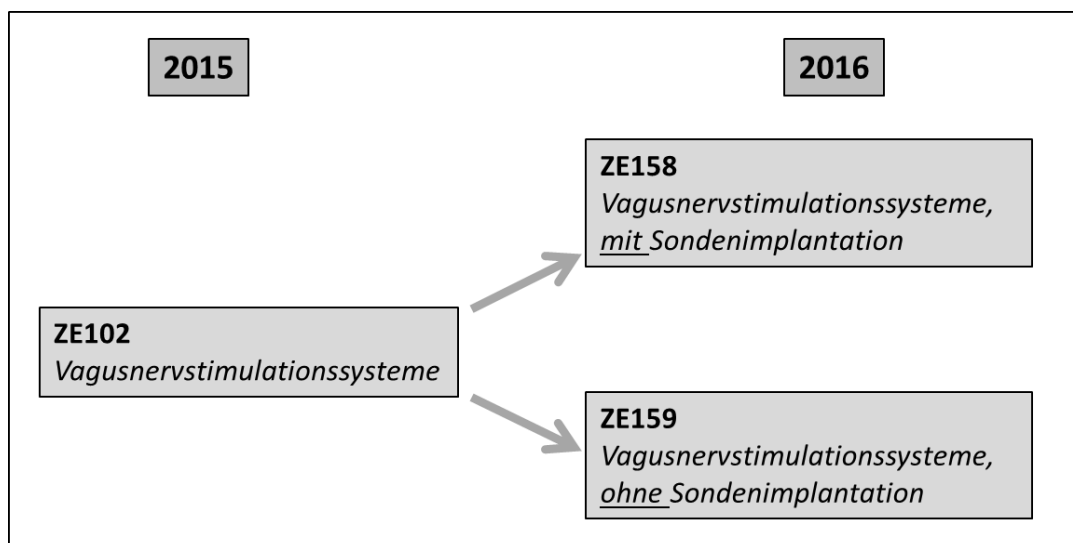 2015
2016
ZE158
Vagusnervstimulationssysteme,
mit Sondenimplantation
ZE102
Vagusnervstimulationssysteme
ZE159
Vagusnervstimulationssysteme,
ohne Sondenimplantation